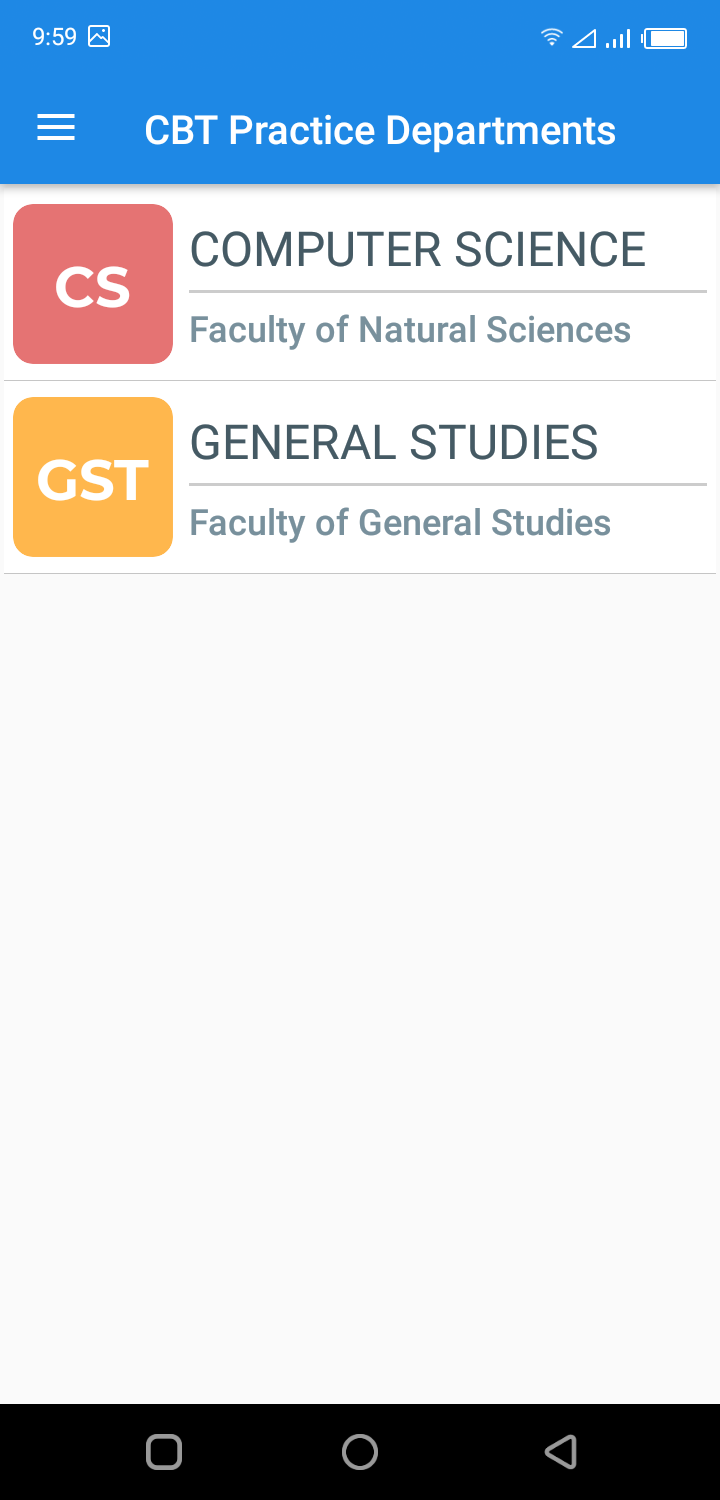 9:59
CBT Practice Departments
CS
COMPUTER SCIENCE
Faculty of Natural Sciences
GST
GENERAL STUDIES
Faculty of General Studies